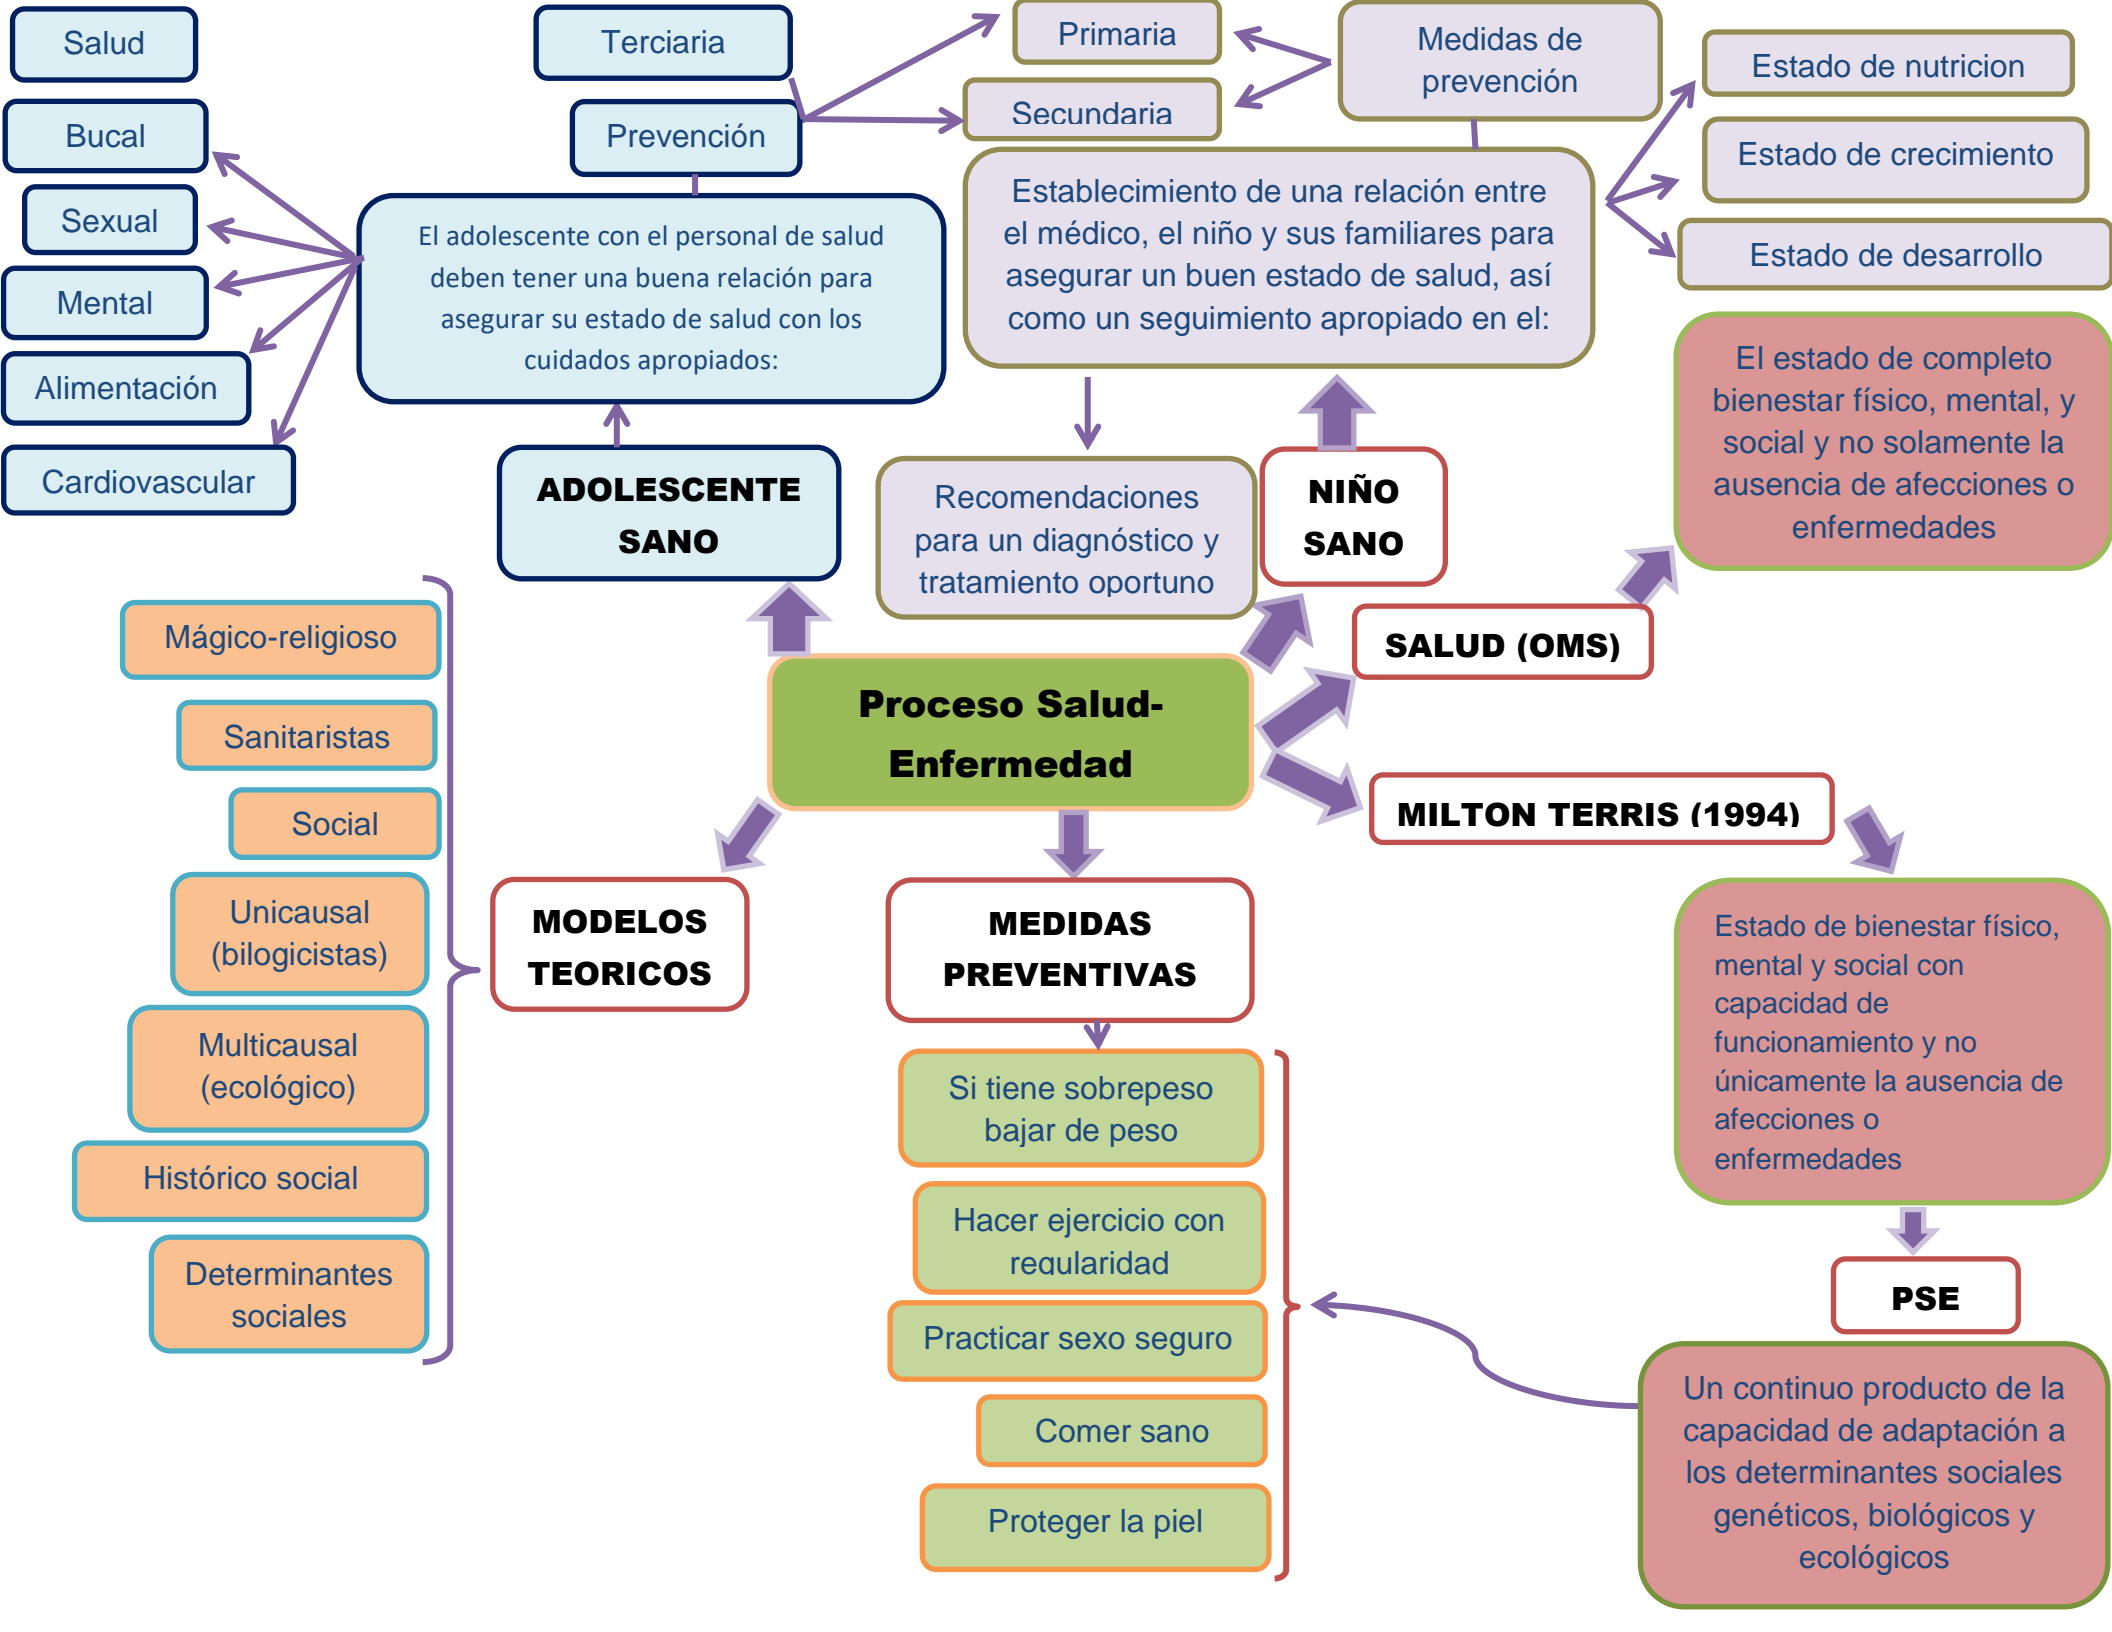 Salud
Bucal
Sexual
Mental
Alimentación
Cardiovascular
Terciaria
Prevención
El adolescente con el personal de salud
deben tener una buena relación para
asegurar su estado de salud con los
cuidados apropiados:
ADOLESCENTE
SANO
Primaria
Secundaria
Medidas de
prevención
Establecimiento de una relación entre
el médico, el niño y sus familiares para
asegurar un buen estado de salud, así
como un seguimiento apropiado en el:
Estado de nutricion
Estado de crecimiento
Estado de desarrollo
Recomendaciones
para un diagnóstico y
tratamiento oportuno
NIÑO
SANO
El estado de completo
bienestar físico, mental, y
social y no solamente la
ausencia de afecciones o
enfermedades
SALUD (OMS)
Proceso Salud-
Enfermedad
MILTON TERRIS (1994)
Estado de bienestar físico,
mental y social con
capacidad de
funcionamiento y no
únicamente la ausencia de
afecciones o
enfermedades
PSE
Un continuo producto de la
capacidad de adaptación a
los determinantes sociales
genéticos, biológicos y
ecológicos
MODELOS
TEORICOS
Mágico-religioso
Sanitaristas
Social
Unicausal
(bilogicistas)
Multicausal
(ecológico)
Histórico social
Determinantes
sociales
MEDIDAS
PREVENTIVAS
Si tiene sobrepeso
bajar de peso
Hacer ejercicio con
regularidad
Practicar sexo seguro
Comer sano
Proteger la piel